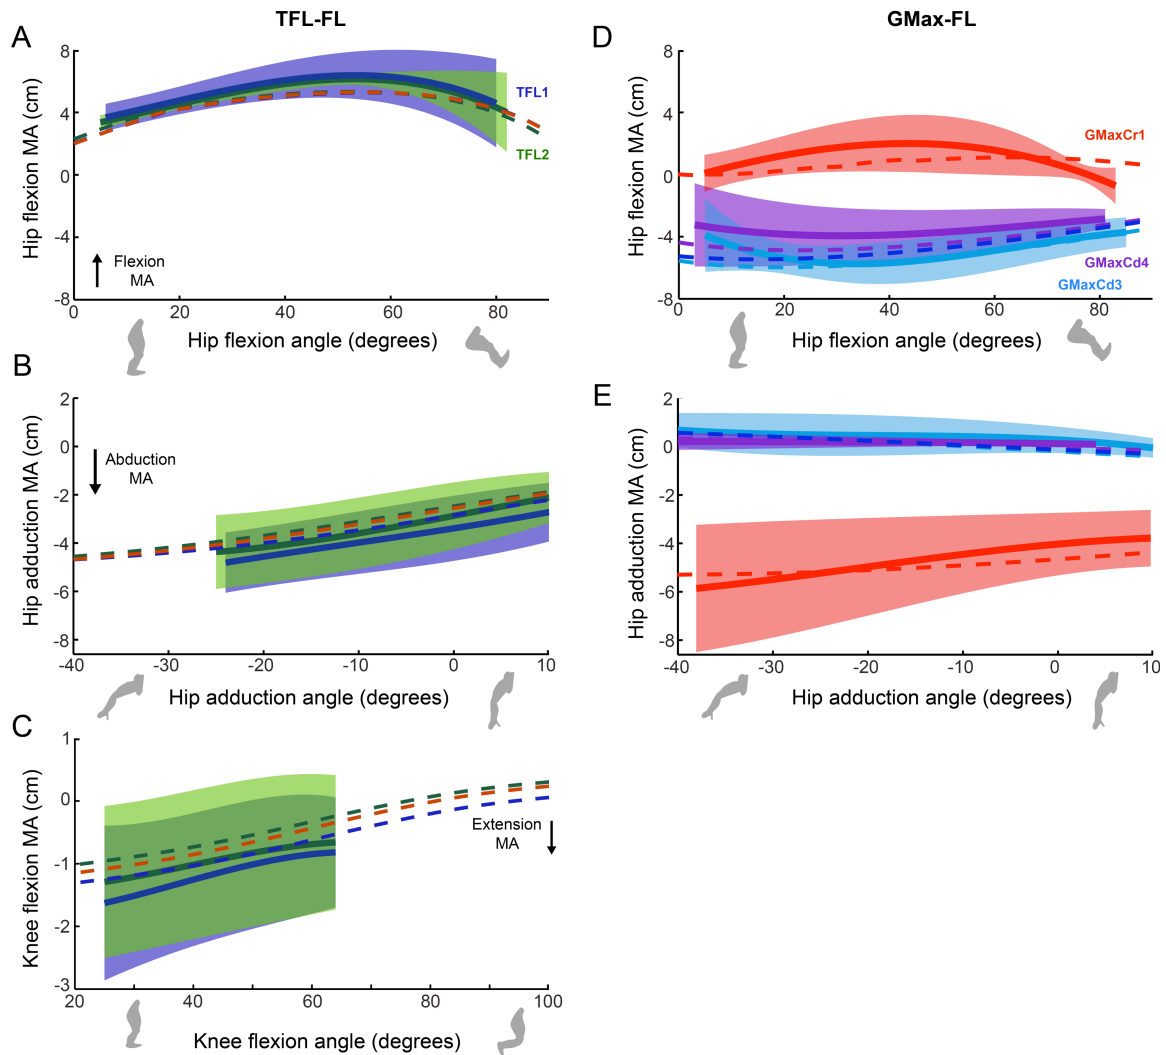 TFL-FL
GMax-FL
A
8
4
0
-4
-8
Hip flexion MA (cm)
TFL1
TFL2
Flexion
MA
0
20
40
60
80
Hip flexion angle (degrees)
D
8
4
0
-4
-8
Hip flexion MA (cm)
GMaxCr1
GMaxCd4
GMaxCd3
0
20
40
60
80
Hip flexion angle (degrees)
B
2
0
-2
-4
-6
-8
Hip adduction MA (cm)
Abduction
MA
-40
-30
-20
-10
0
10
Hip adduction angle (degrees)
E
2
0
-2
-4
-6
-8
Hip adduction MA (cm)
-40
-30
-20
-10
0
10
Hip adduction angle (degrees)
C
1
0
-1
-2
-3
Knee flexion MA (cm)
Extension
MA
20
40
60
80
100
Knee flexion angle (degrees)